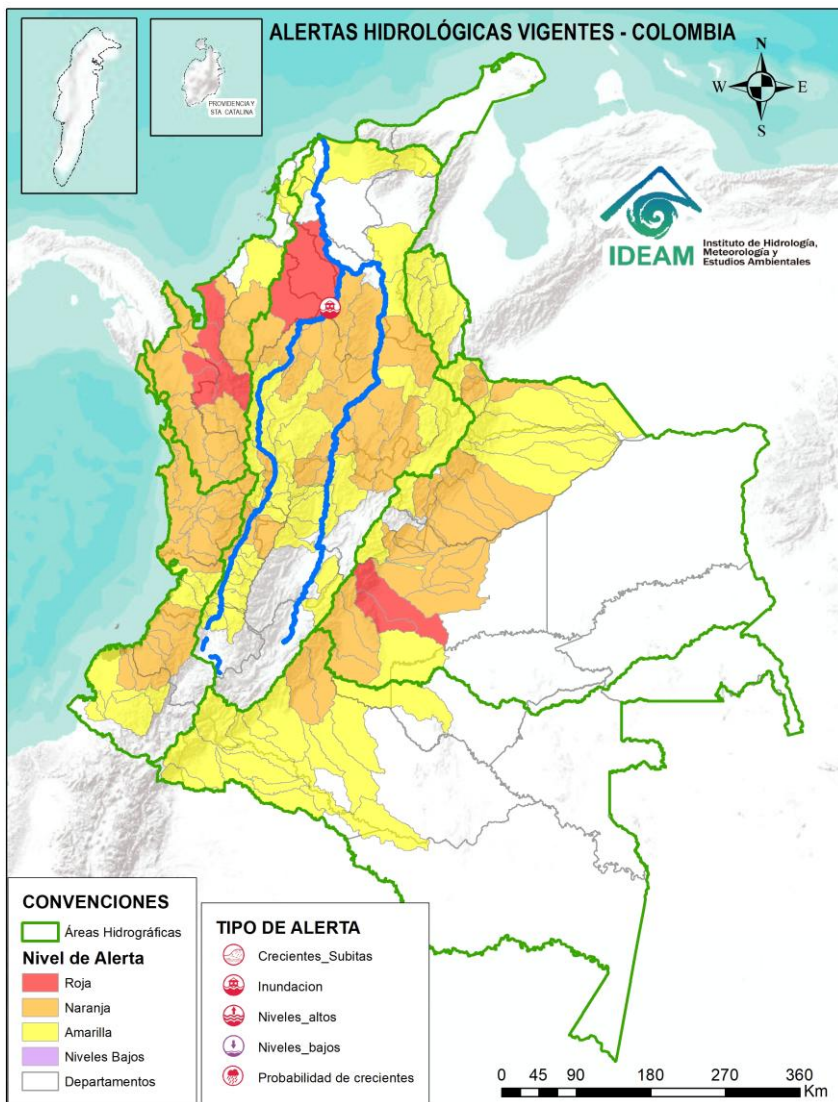 ALERTAS HIDROLÓGICAS VIGENTES - COLOMBIA
PROVIDENCIA Y
STA. CATALINA
N
W
E
S
IDEAM
Instituto de Hidrología,
Meteorología y
Estudios Ambientales
CONVENCIONES
Áreas Hidrográficas
Nivel de Alerta
Roja
Naranja
Amarilla
Niveles Bajos
Departamentos
TIPO DE ALERTA
Crecientes_Subitas
Inundacion
Niveles_altos
Niveles_bajos
Probabilidad de crecientes
0 45 90 180 270 360
Km